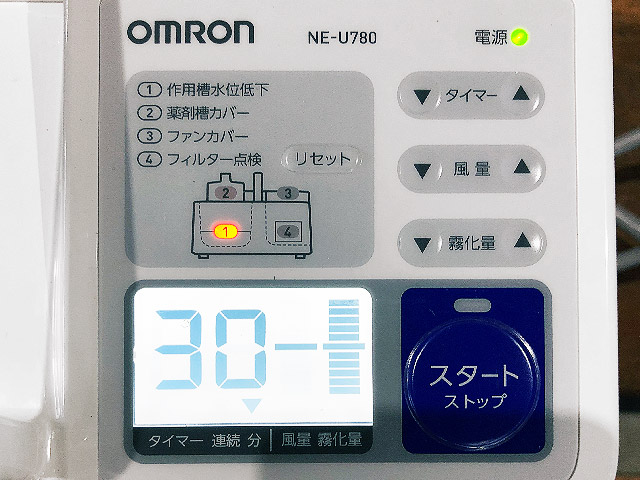 OMRON NE-U780 電源
1 作用槽水位低下
2 薬剤槽カバー
3 ファンカバー
4 フィルター点検 リセット
2 3
1 4
▼ タイマー ▲
▼ 風量 ▲
▼ 霧化量 ▲
30
タイマー 連続 分 風量 霧化量
スタート
ストップ